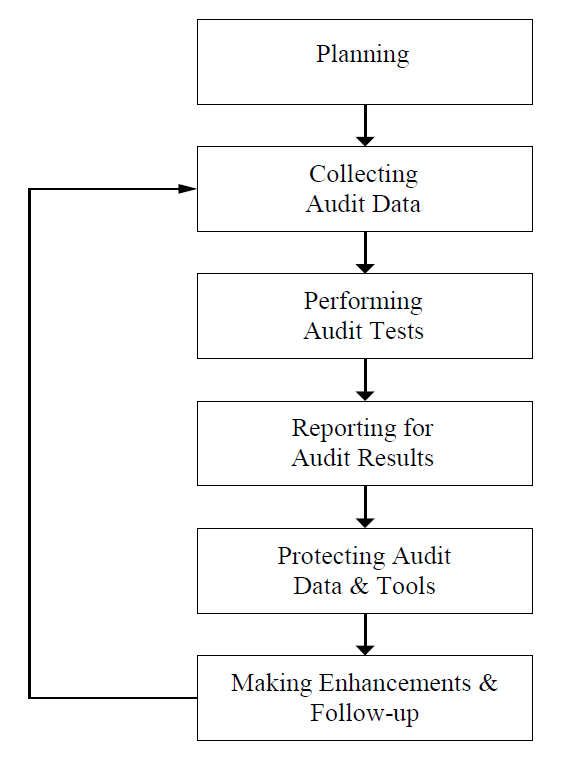 Planning
Collecting
Audit Data
Performing
Audit Tests
Reporting for
Audit Results
Protecting Audit
Data & Tools
Making Enhancements &
Follow-up